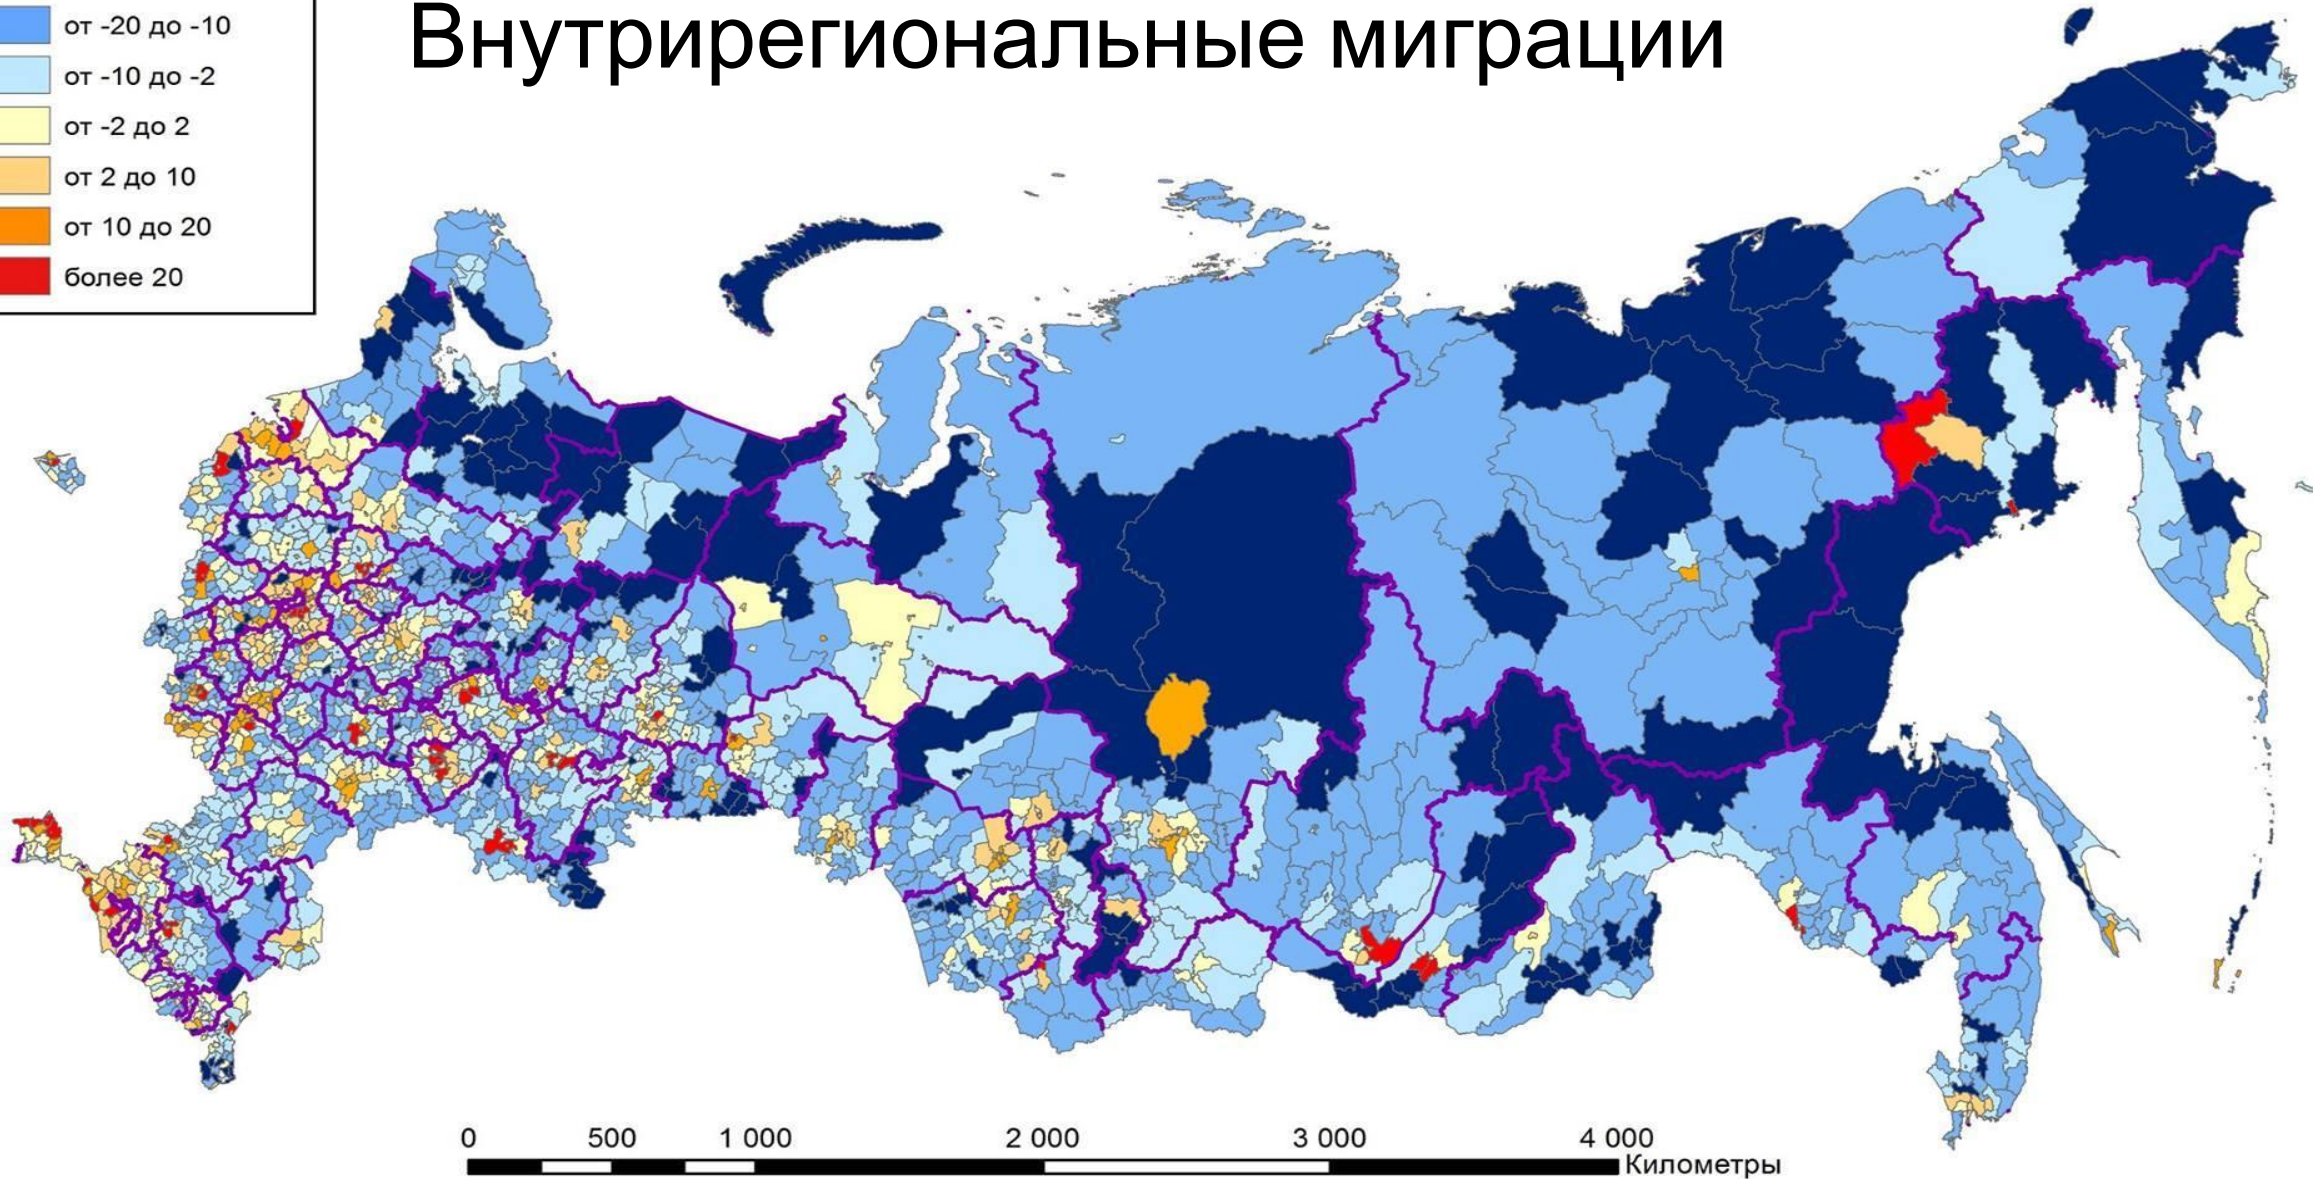 Внутрирегиональные миграции
от -20 до -10
от -10 до -2
от -2 до 2
от 2 до 10
от 10 до 20
более 20
0 500 1 000 2 000 3 000 4 000
Километры